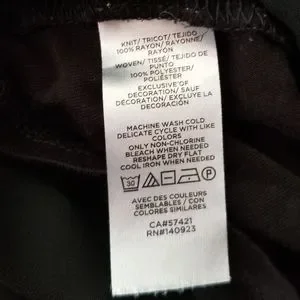 KNIT/TRICOT/TEJIDO
100% RAYON/RAYONNE/
RAYÓN
WOVEN/TISSÉ/TEJIDO DE
PUNTO
100% POLYESTER/
POLIÉSTER
EXCLUSIVE OF
DECORATION/SAUF
DÉCORATION/EXCLUYE
LA DECORACIÓN
MACHINE WASH COLD
DELICATE CYCLE WITH LIKE
COLORS
ONLY NON-CHLORINE
BLEACH WHEN NEEDED
RESHAPE DRY FLAT
COOL IRON WHEN NEEDED
30
P
AVEC DES COULEURS
SEMBLABLES / CON
COLORES SIMILARES
CA#57421
RN#140923